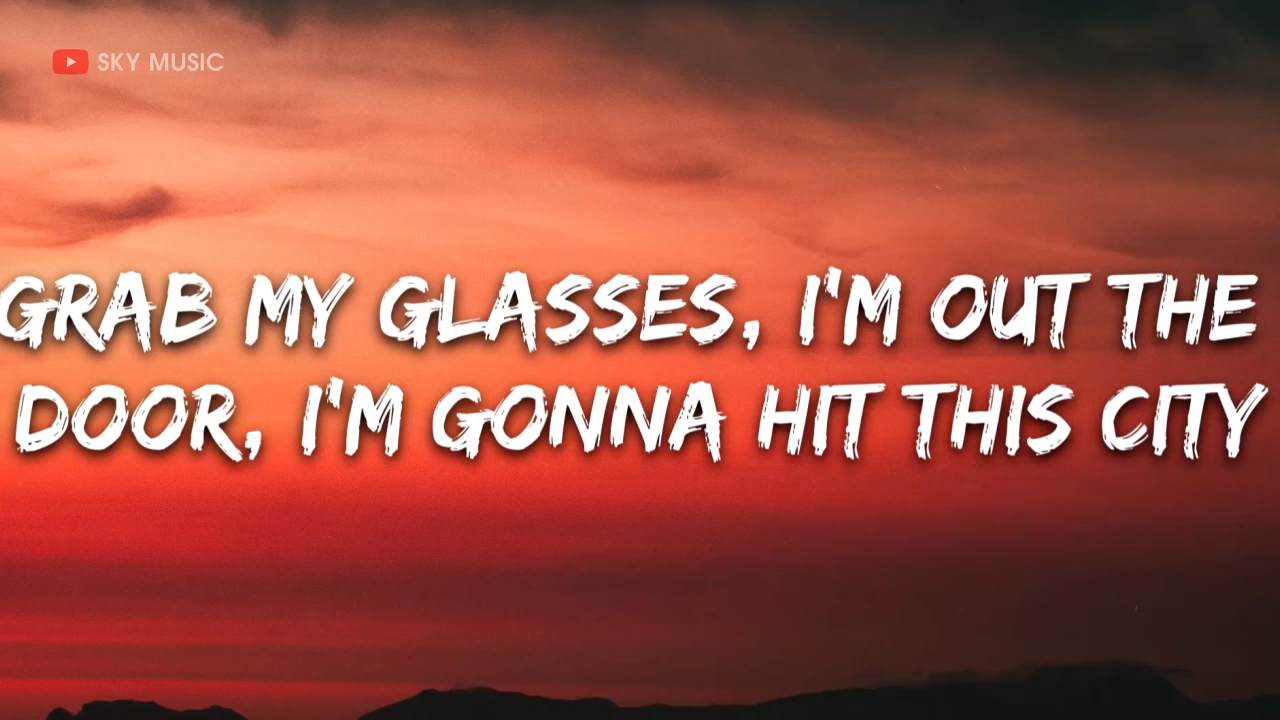 SKY MUSIC
GRAB MY GLASSES, I'M OUT THE
DOOR, I'M GONNA HIT THIS CITY